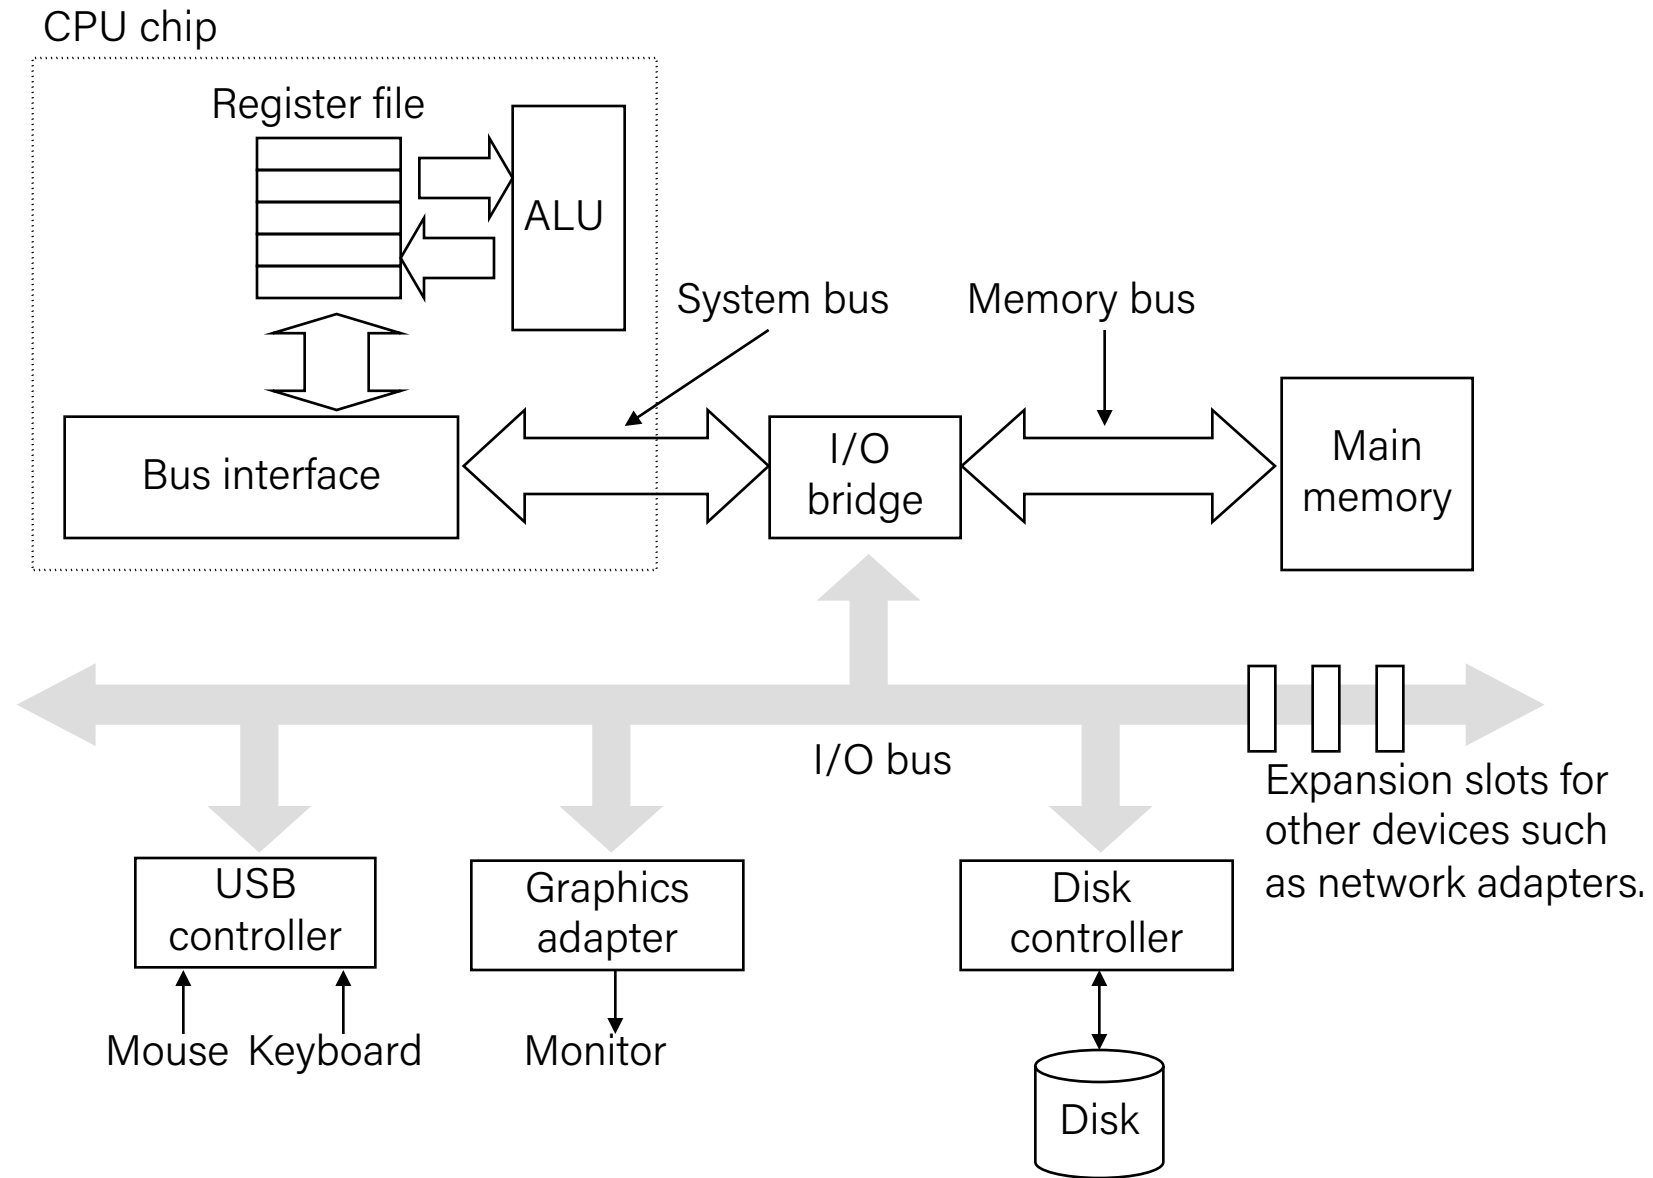 CPU chip
Register file
ALU
System bus
Memory bus
Bus interface
I/O
bridge
Main
memory
I/O bus
Expansion slots for
other devices such
as network adapters.
USB
controller
Graphics
adapter
Disk
controller
Mouse
Keyboard
Monitor
Disk